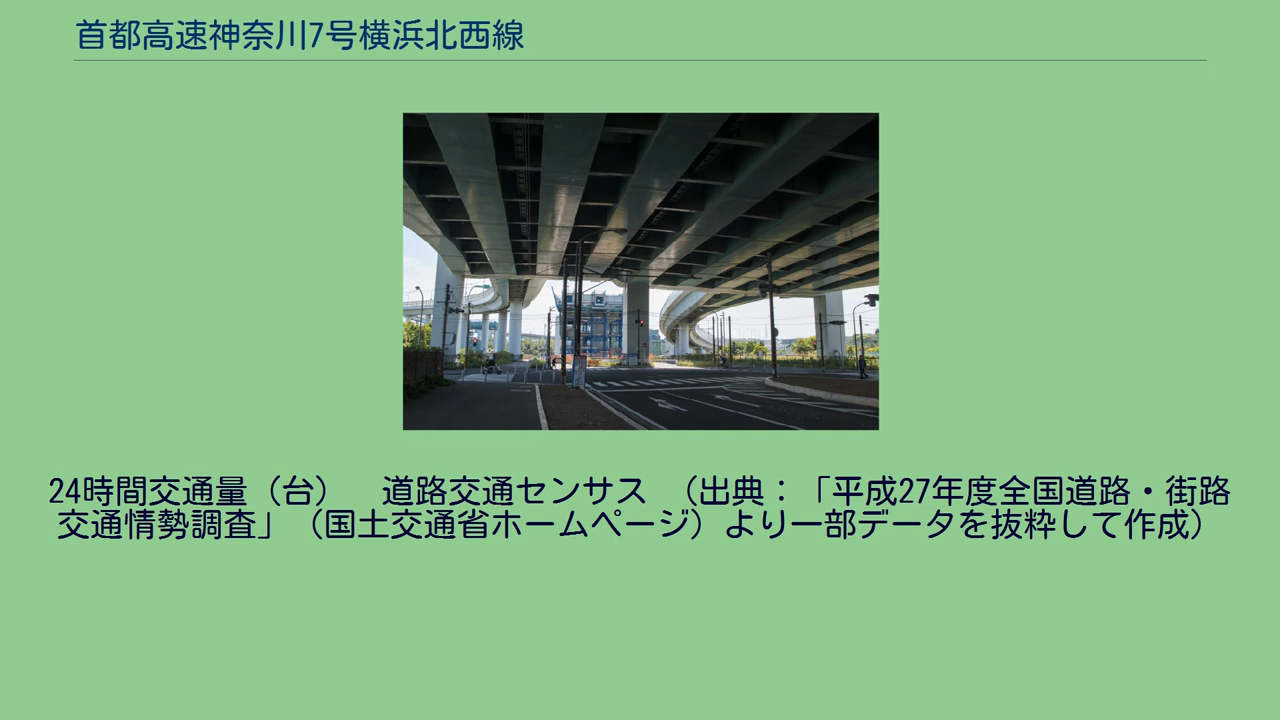 首都高速神奈川7号横浜北西線
24時間交通量（台）　道路交通センサス （出典：「平成27年度全国道路・街路
交通情勢調査」（国土交通省ホームページ）より一部データを抜粋して作成）